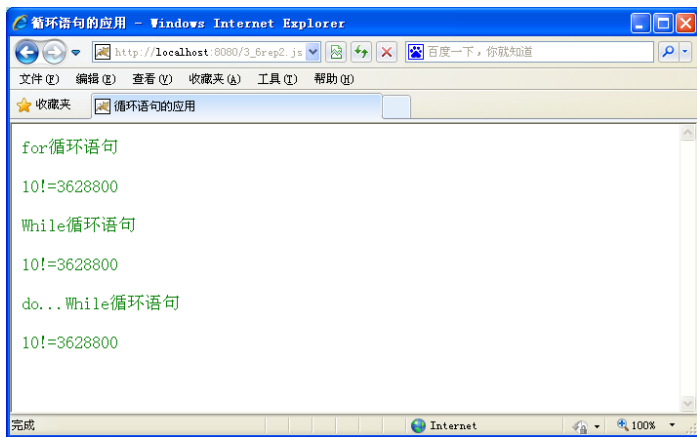 循环语句的应用 - Windows Internet Explorer
http://localhost:8080/3_6rep2.js
百度一下，你就知道
文件(F) 编辑(E) 查看(V) 收藏夹(A) 工具(T) 帮助(H)
收藏夹 循环语句的应用
for循环语句
10!=3628800
While循环语句
10!=3628800
do...While循环语句
10!=3628800
完成 Internet 100%